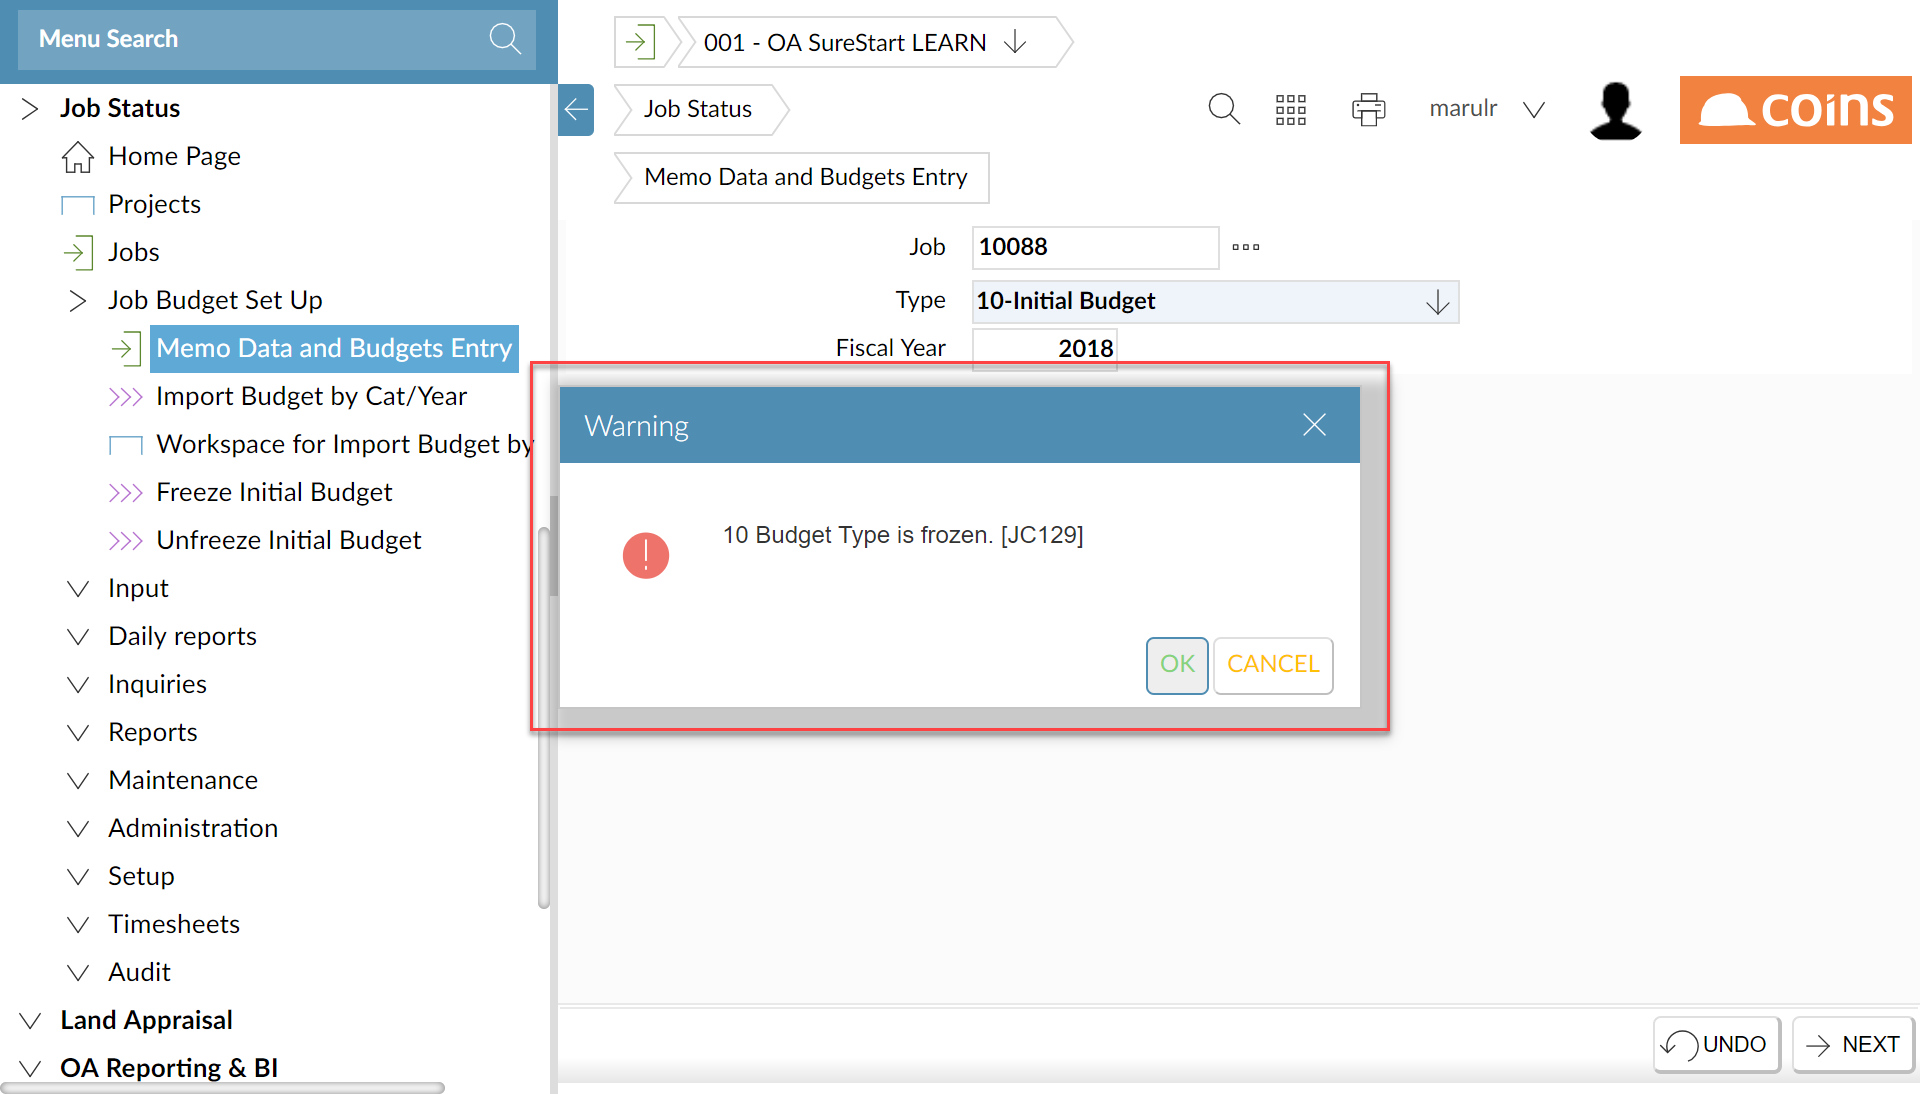 Menu Search
Job Status
Home Page
Projects
Jobs
Job Budget Set Up
Memo Data and Budgets Entry
Import Budget by Cat/Year
Workspace for Import Budget by
Freeze Initial Budget
Unfreeze Initial Budget
Input
Daily reports
Inquiries
Reports
Maintenance
Administration
Setup
Timesheets
Audit
Land Appraisal
OA Reporting & BI
001 - OA SureStart LEARN
Job Status
marulr
coins
Memo Data and Budgets Entry
Job 10088
Type 10-Initial Budget
Fiscal Year 2018
Warning
10 Budget Type is frozen. [JC129]
OK CANCEL
UNDO NEXT